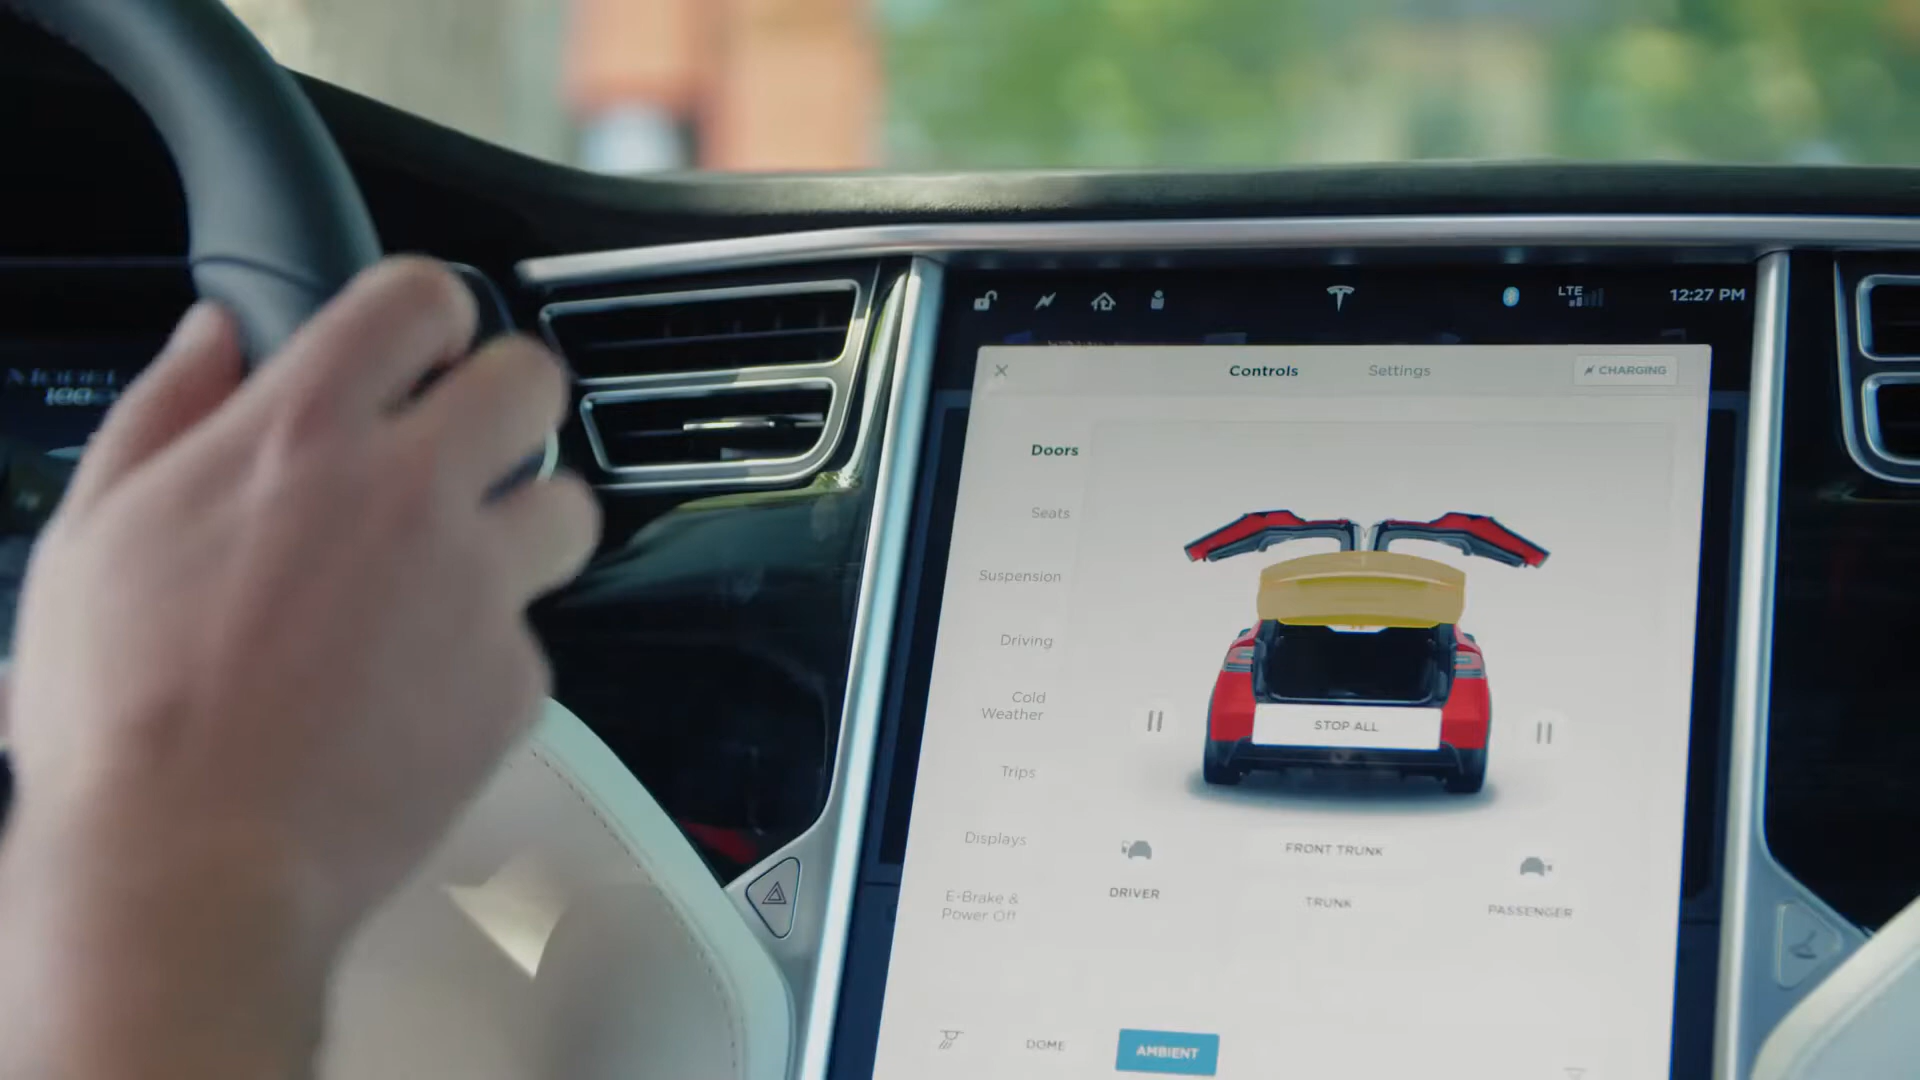 LTE
12:27 PM
Controls
Settings
CHARGING
Doors
Seats
Suspension
Driving
Cold
Weather
STOP ALL
Trips
Displays
FRONT TRUNK
DRIVER
TRUNK
PASSENGER
E-Brake &
Power Off
DOME
AMBIENT